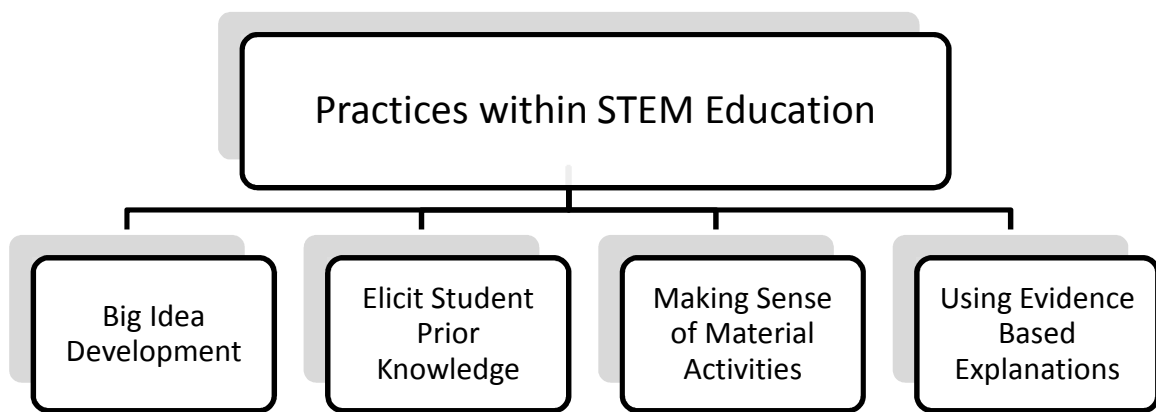 Practices within STEM Education
Big Idea
Development
Elicit Student
Prior
Knowledge
Making Sense
of Material
Activities
Using Evidence
Based
Explanations